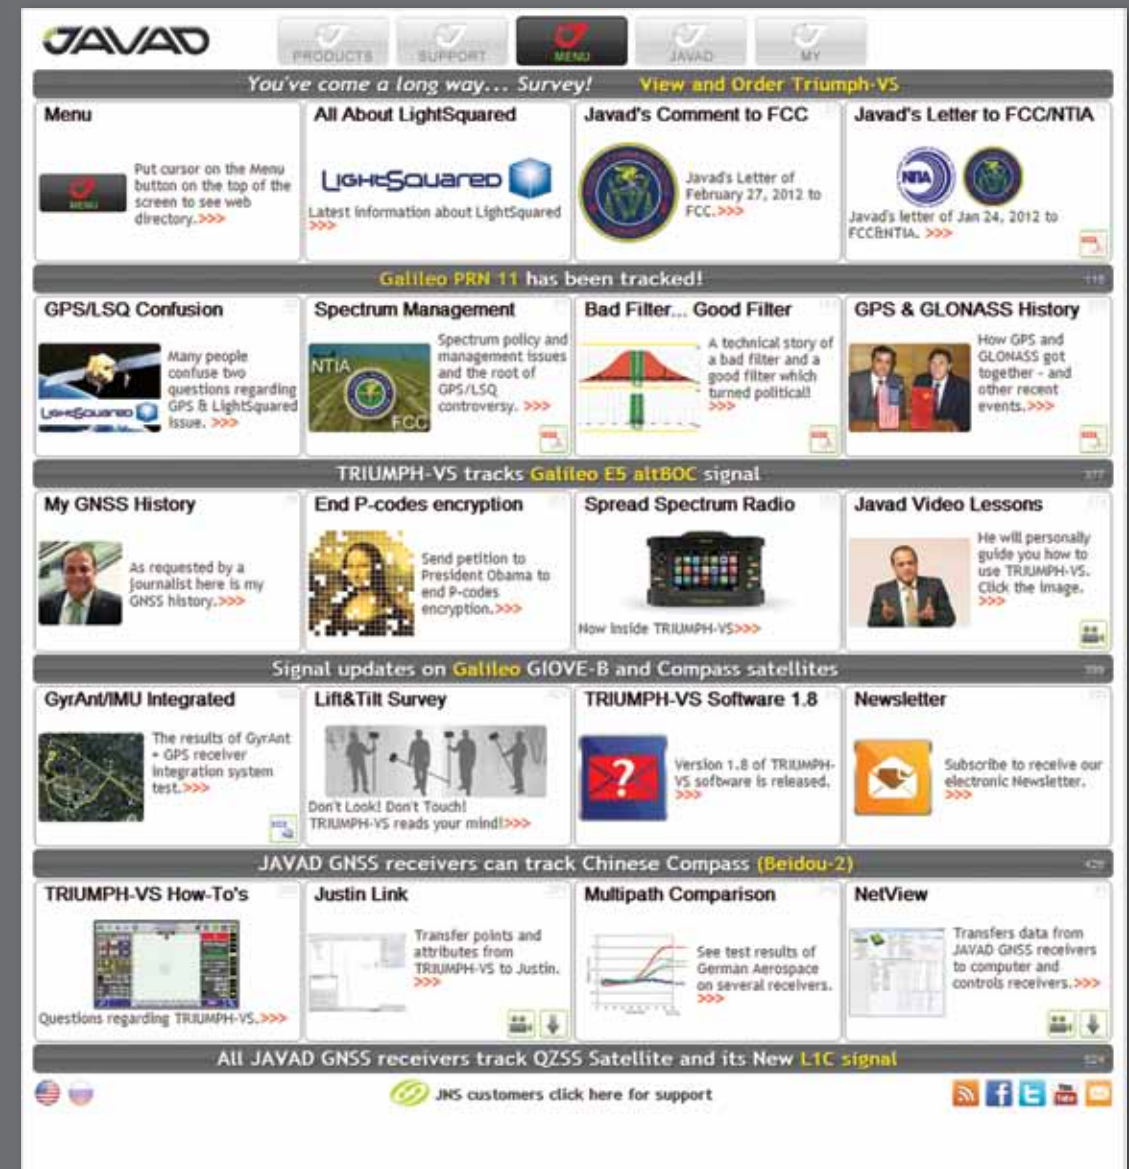 JAVAD
PRODUCTS
SUPPORT
MENU
JAVAD
MY
You've come a long way... Survey! View and Order Triumph-VS
Menu
MENU
Put cursor on the Menu
button on the top of the
screen to see web
directory.>>>
All About LightSquared
LIGHTSQUARED
Latest information about LightSquared
>>>
Javad's Comment to FCC
Javad's Letter of
February 27, 2012 to
FCC.>>>
Javad's Letter to FCC/NTIA
NTIA
Javad's letter of Jan 24, 2012 to
FCC&NTIA. >>>
Galileo PRN 11 has been tracked!
GPS/LSQ Confusion
LIGHTSQUARED
Many people
confuse two
questions regarding
GPS & LightSquared
issue. >>>
Spectrum Management
NTIA
FCC
Spectrum policy and
management issues
and the root of
GPS/LSQ
controversy. >>>
Bad Filter... Good Filter
A technical story of
a bad filter and a
good filter which
turned political!
>>>
GPS & GLONASS History
How GPS and
GLONASS got
together - and
other recent
events.>>>
TRIUMPH-VS tracks Galileo E5 altBOC signal
My GNSS History
As requested by a
journalist here is my
GNSS history.>>>
End P-codes encryption
Send petition to
President Obama to
end P-codes
encryption.>>>
Spread Spectrum Radio
Now inside TRIUMPH-VS>>>
Javad Video Lessons
He will personally
guide you how to
use TRIUMPH-VS.
Click the image.
>>>
Signal updates on Galileo GIOVE-B and Compass satellites
GyrAnt/IMU Integrated
The results of GyrAnt
+ GPS receiver
integration system
test.>>>
Lift&Tilt Survey
Don't Look! Don't Touch!
TRIUMPH-VS reads your mind!>>>
TRIUMPH-VS Software 1.8
?
Version 1.8 of TRIUMPH-
VS software is released.
>>>
Newsletter
Subscribe to receive our
electronic Newsletter.
>>>
JAVAD GNSS receivers can track Chinese Compass (Beidou-2)
TRIUMPH-VS How-To's
Questions regarding TRIUMPH-VS.>>>
Justin Link
Transfer points and
attributes from
TRIUMPH-VS to Justin.
>>>
Multipath Comparison
See test results of
German Aerospace
on several receivers.
>>>
NetView
Transfers data from
JAVAD GNSS receivers
to computer and
controls receivers.>>>
All JAVAD GNSS receivers track QZSS Satellite and its New L1C signal
JNS customers click here for support